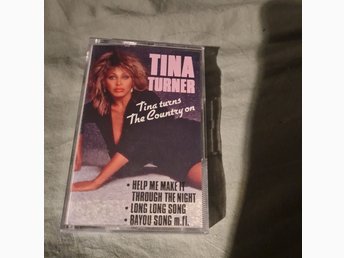 TINA
TURNER
Tina turns
The Country on
• HELP ME MAKE IT
THROUGH THE NIGHT
• LONG LONG SONG
• BAYOU SONG m.fl.